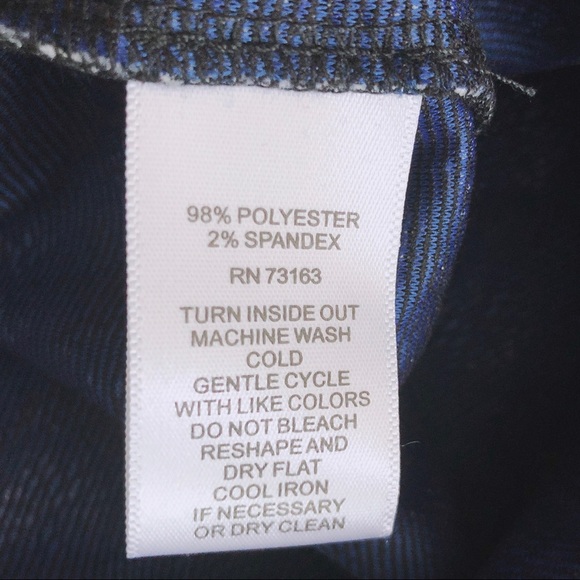 98% POLYESTER
2% SPANDEX
RN 73163
TURN INSIDE OUT
MACHINE WASH
COLD
GENTLE CYCLE
WITH LIKE COLORS
DO NOT BLEACH
RESHAPE AND
DRY FLAT
COOL IRON
IF NECESSARY
OR DRY CLEAN